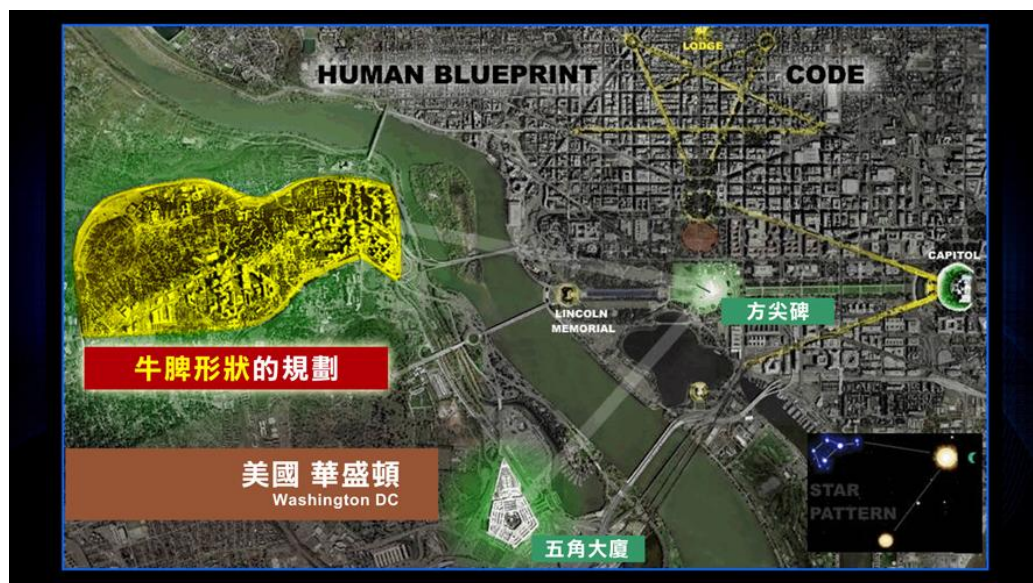 LODGE
HUMAN BLUEPRINT CODE
CAPITOL
方尖碑
LINCOLN
MEMORIAL
牛脾形狀的規劃
美國 華盛頓
Washington DC
五角大廈
STAR
PATTERN